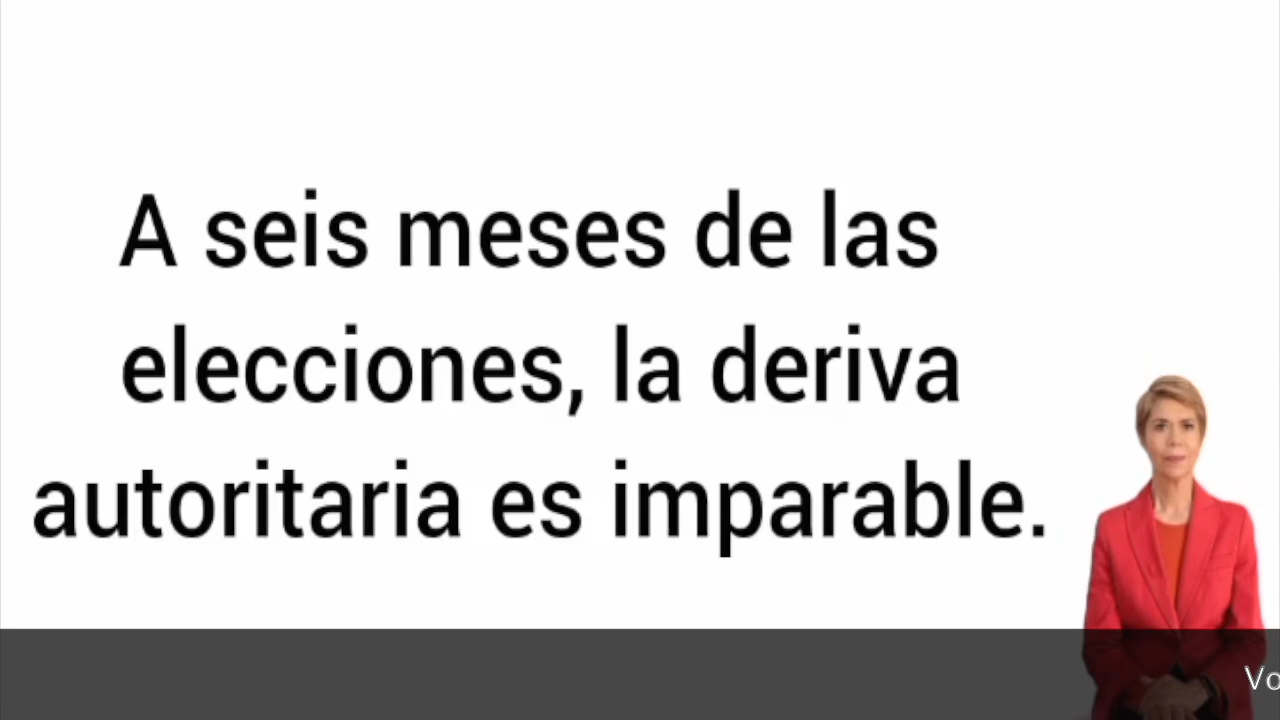 A seis meses de las
elecciones, la deriva
autoritaria es imparable.